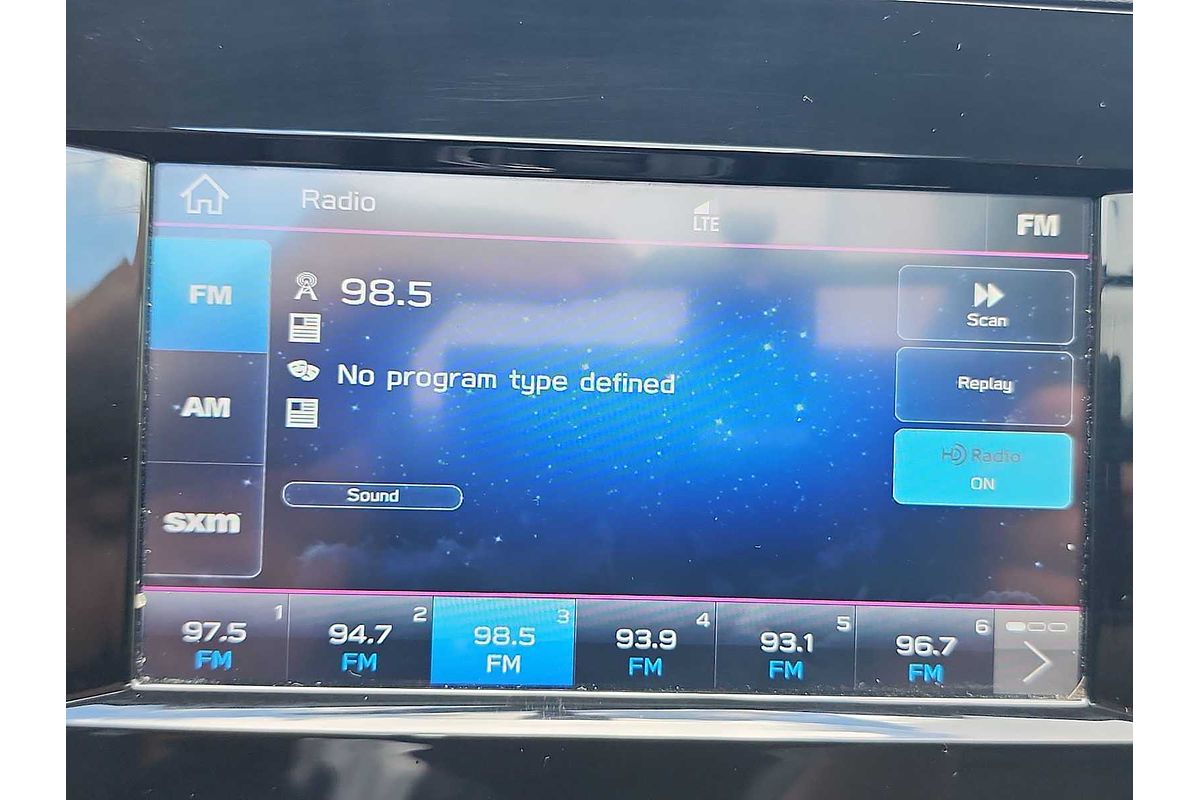 Radio
LTE
FM
FM
98.5
Scan
No program type defined
Replay
AM
HD Radio
ON
Sound
sxm
1
97.5
FM
2
94.7
FM
3
98.5
FM
4
93.9
FM
5
93.1
FM
6
96.7
FM